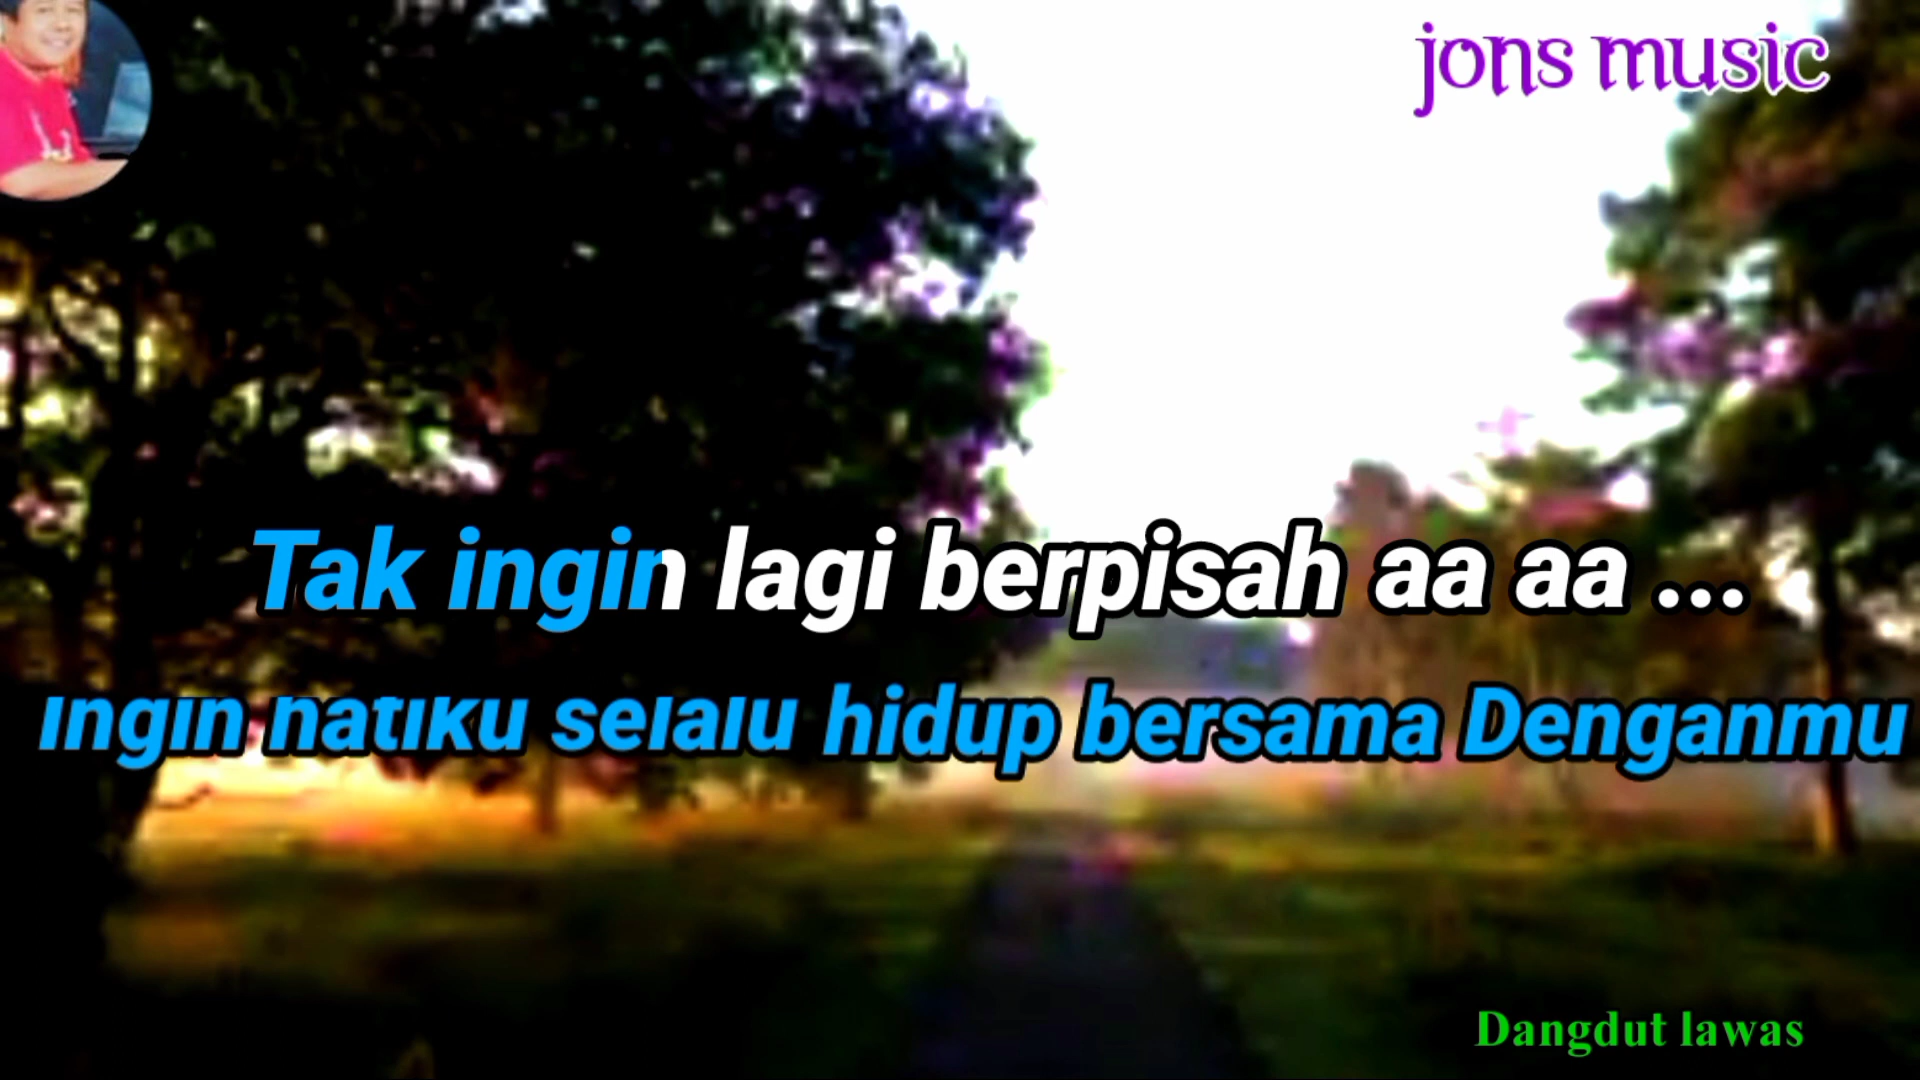 jons music
Tak ingin lagi berpisah aa aa ...
Ingin hatiku selalu hidup bersama Denganmu
Dangdut lawas